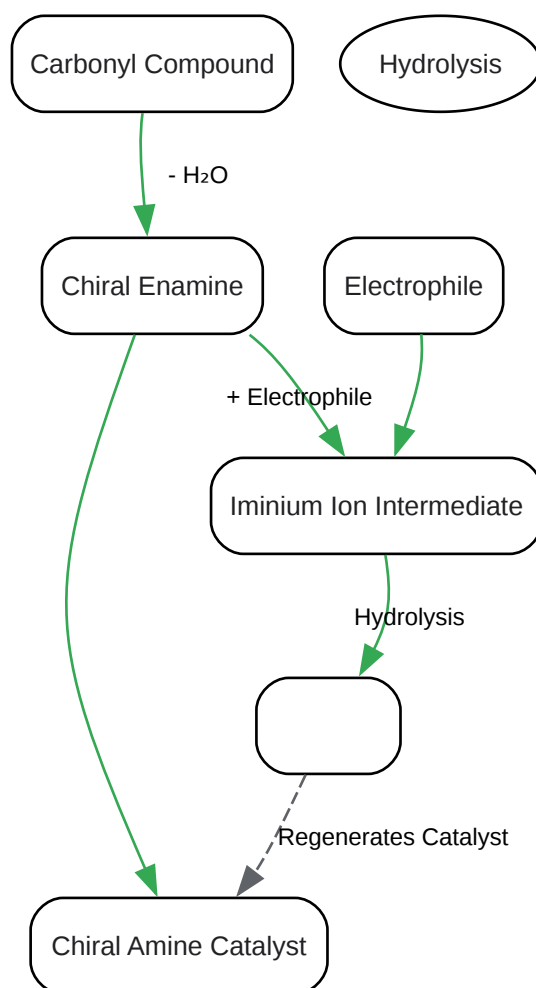 Carbonyl Compound
Hydrolysis
- H₂O
Chiral Enamine
Electrophile
+ Electrophile
Iminium Ion Intermediate
Hydrolysis
Regenerates Catalyst
Chiral Amine Catalyst